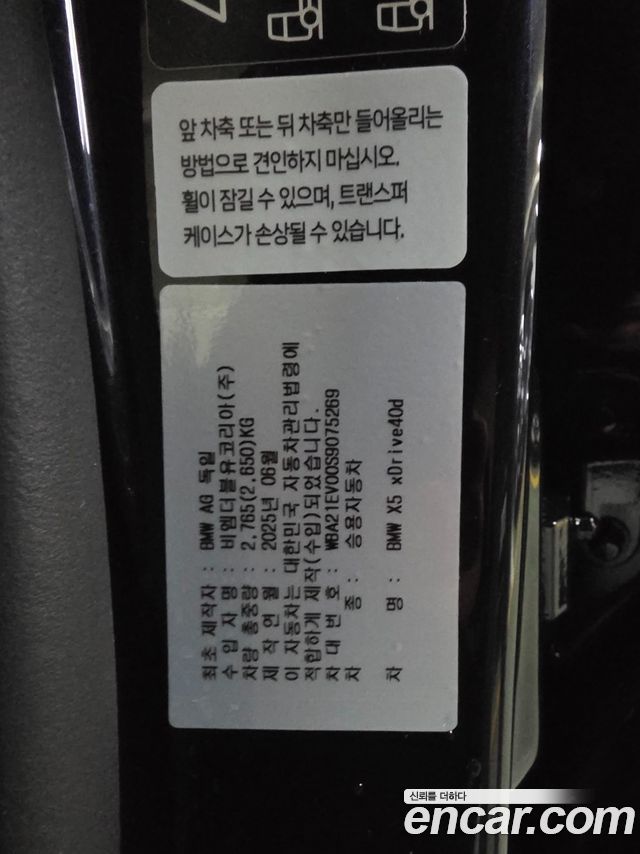 앞 차축 또는 뒤 차축만 들어올리는
방법으로 견인하지 마십시오.
휠이 잠길 수 있으며, 트랜스퍼
케이스가 손상될 수 있습니다.
최초 제작자 : BMW AG 독일
수 입 자 명 : 비엠더블유코리아(주)
차량 총중량 : 2,765(2,650)KG
제 작 연 월 : 2025년 06월
이 자동차는 대한민국 자동차관리법령에
적합하게 제작(수입)되었습니다.
차 대 번 호 : WBA21EV00S9075269
차 종 : 승용자동차
차 명 : BMW X5 xDrive40d
신뢰를 더하다
encar.com